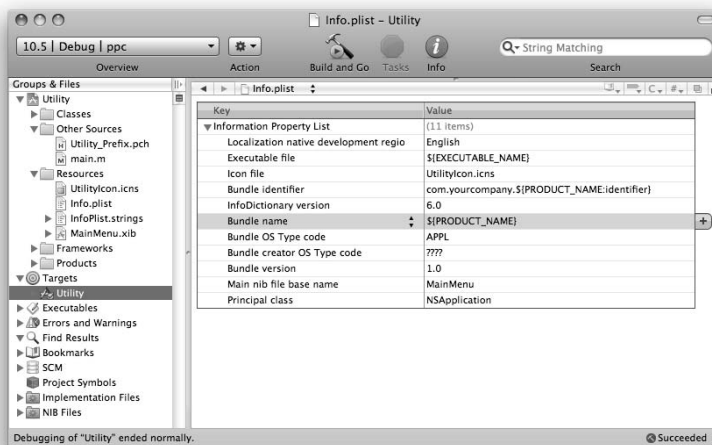 Info.plist – Utility
10.5 | Debug | ppc
String Matching
Overview
Action
Build and Go
Tasks
Info
Search
Groups & Files
Utility
Classes
Other Sources
Utility_Prefix.pch
main.m
Resources
UtilityIcon.icns
Info.plist
InfoPlist.strings
MainMenu.xib
Frameworks
Products
Targets
Utility
Executables
Errors and Warnings
Find Results
Bookmarks
SCM
Project Symbols
Implementation Files
NIB Files
Info.plist
C
#
Key Value
Information Property List (11 items)
Localization native development regio English
Executable file ${EXECUTABLE_NAME}
Icon file UtilityIcon.icns
Bundle identifier com.yourcompany.${PRODUCT_NAME:identifier}
InfoDictionary version 6.0
Bundle name ${PRODUCT_NAME}
Bundle OS Type code APPL
Bundle creator OS Type code ????
Bundle version 1.0
Main nib file base name MainMenu
Principal class NSApplication
Debugging of "Utility" ended normally.
Succeeded